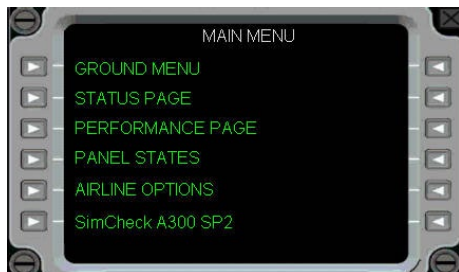 MAIN MENU
GROUND MENU
STATUS PAGE
PERFORMANCE PAGE
PANEL STATES
AIRLINE OPTIONS
SimCheck A300 SP2